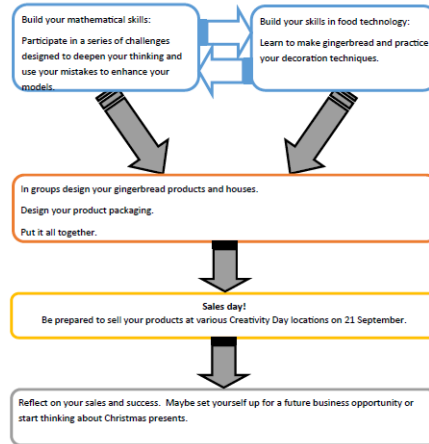 Build your mathematical skills:
Participate in a series of challenges
designed to deepen your thinking and
use your mistakes to enhance your
models.
Build your skills in food technology:
Learn to make gingerbread and practice
your decoration techniques.
In groups design your gingerbread products and houses.
Design your product packaging.
Put it all together.
Sales day!
Be prepared to sell your products at various Creativity Day locations on 21 September.
Reflect on your sales and success. Maybe set yourself up for a future business opportunity or
start thinking about Christmas presents.